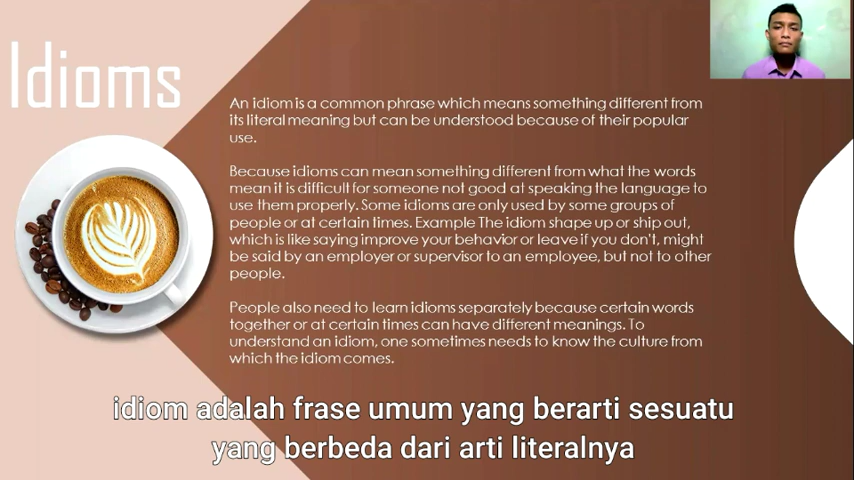 Idioms
An idiom is a common phrase which means something different from
its literal meaning but can be understood because of their popular
use.
Because idioms can mean something different from what the words
mean it is difficult for someone not good at speaking the language to
use them properly. Some idioms are only used by some groups of
people or at certain times. Example The idiom shape up or ship out,
which is like saying improve your behavior or leave if you don't, might
be said by an employer or supervisor to an employee, but not to other
people.
People also need to learn idioms separately because certain words
together or at certain times can have different meanings. To
understand an idiom, one sometimes needs to know the culture from
which the idiom comes.
idiom adalah frase umum yang berarti sesuatu
yang berbeda dari arti literalnya